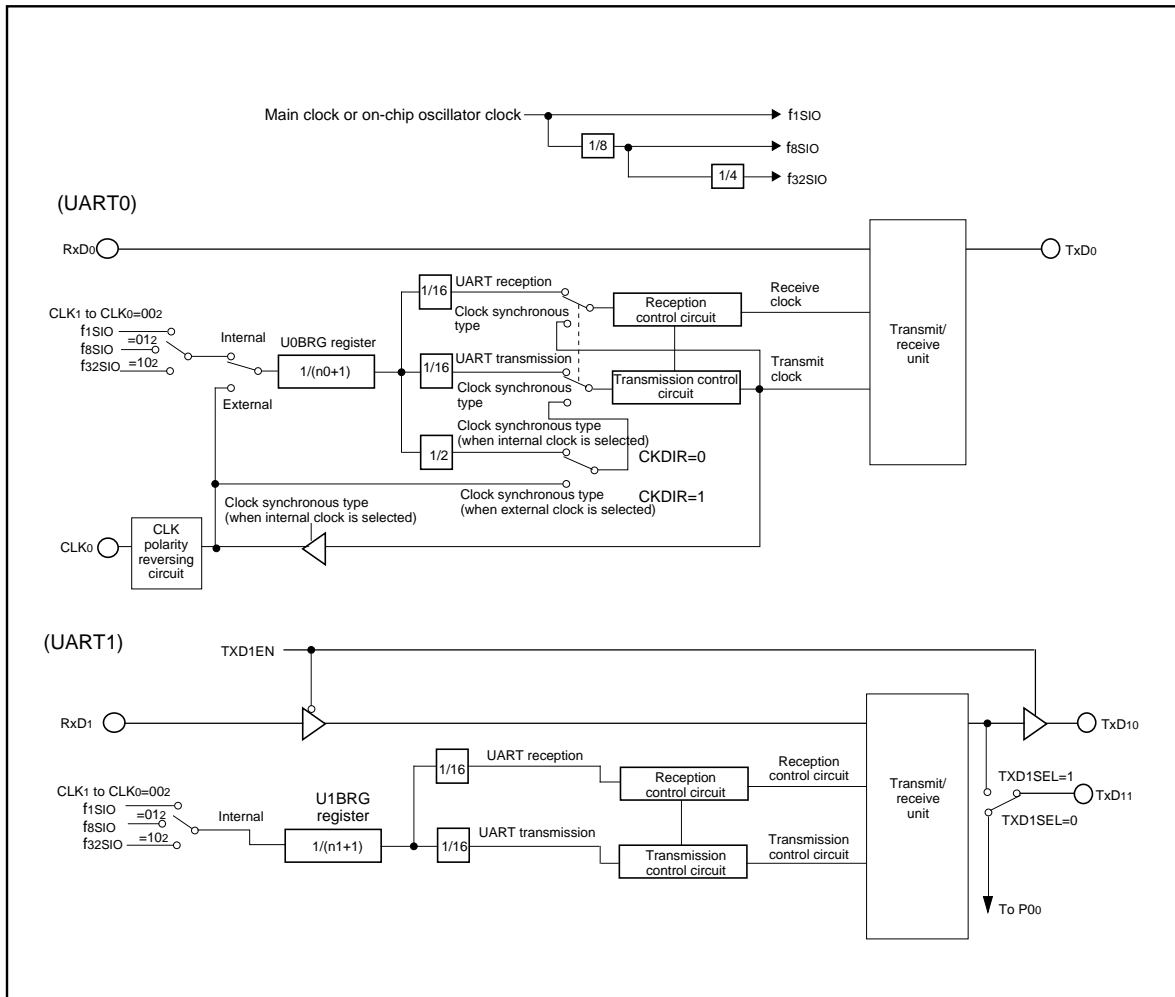 Main clock or on-chip oscillator clock
f1SIO
1/8
f8SIO
1/4
f32SIO
(UART0)
RxD0
TxD0
1/16
UART reception
Clock synchronous
type
Reception
control circuit
Receive
clock
Transmit/
receive
unit
CLK1 to CLK0=002
f1SIO
f8SIO
=012
f32SIO
=102
Internal
External
U0BRG register
1/(n0+1)
1/16
UART transmission
Clock synchronous
type
Transmission control
circuit
Transmit
clock
1/2
Clock synchronous type
(when internal clock is selected)
CKDIR=0
Clock synchronous type
(when external clock is selected)
CKDIR=1
Clock synchronous type
(when internal clock is selected)
CLK0
CLK
polarity
reversing
circuit
(UART1)
TXD1EN
RxD1
TxD10
1/16
UART reception
Reception
control circuit
Reception
control circuit
Transmit/
receive
unit
TXD1SEL=1
TxD11
TXD1SEL=0
CLK1 to CLK0=002
f1SIO
f8SIO
=012
f32SIO
=102
Internal
U1BRG
register
1/(n1+1)
1/16
UART transmission
Transmission
control circuit
Transmission
control circuit
To P00